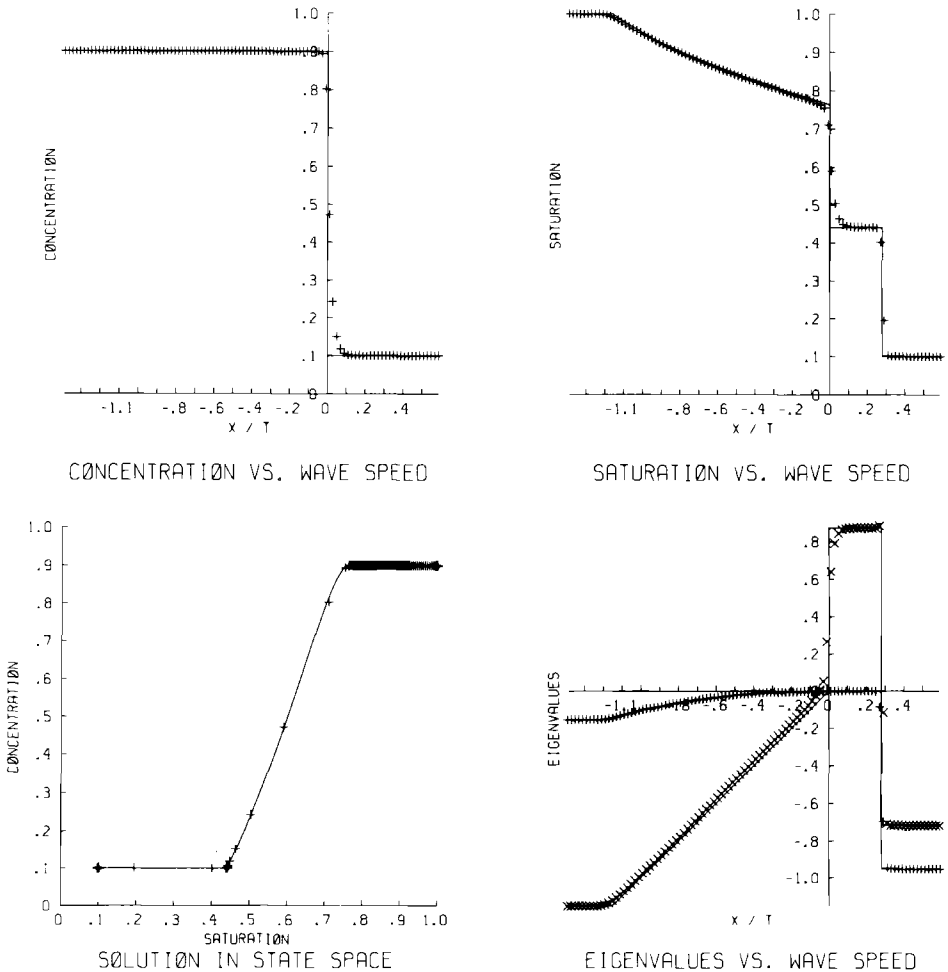 1.0
.9
.8
.7
.6
.5
.4
.3
.2
.1
0
CØNCENTRATIØN
-1.1 -.8 -.6 -.4 -.2 0 .2 .4
X / T
CØNCENTRATIØN VS. WAVE SPEED
1.0
.9
.8
.7
.6
.5
.4
.3
.2
.1
0
SATURATIØN
-1.1 -.8 -.6 -.4 -.2 0 .2 .4
X / T
SATURATIØN VS. WAVE SPEED
1.0
.9
.8
.7
.6
.5
.4
.3
.2
.1
0
CØNCENTRATIØN
0 .1 .2 .3 .4 .5 .6 .7 .8 .9 1.0
SATURATIØN
SØLUTIØN IN STATE SPACE
.8
.6
.4
.2
-.2
-.4
-.6
-.8
-1.0
EIGENVALUES
-1.1 -.8 -.6 -.4 -.2 0 .2 .4
X / T
EIGENVALUES VS. WAVE SPEED